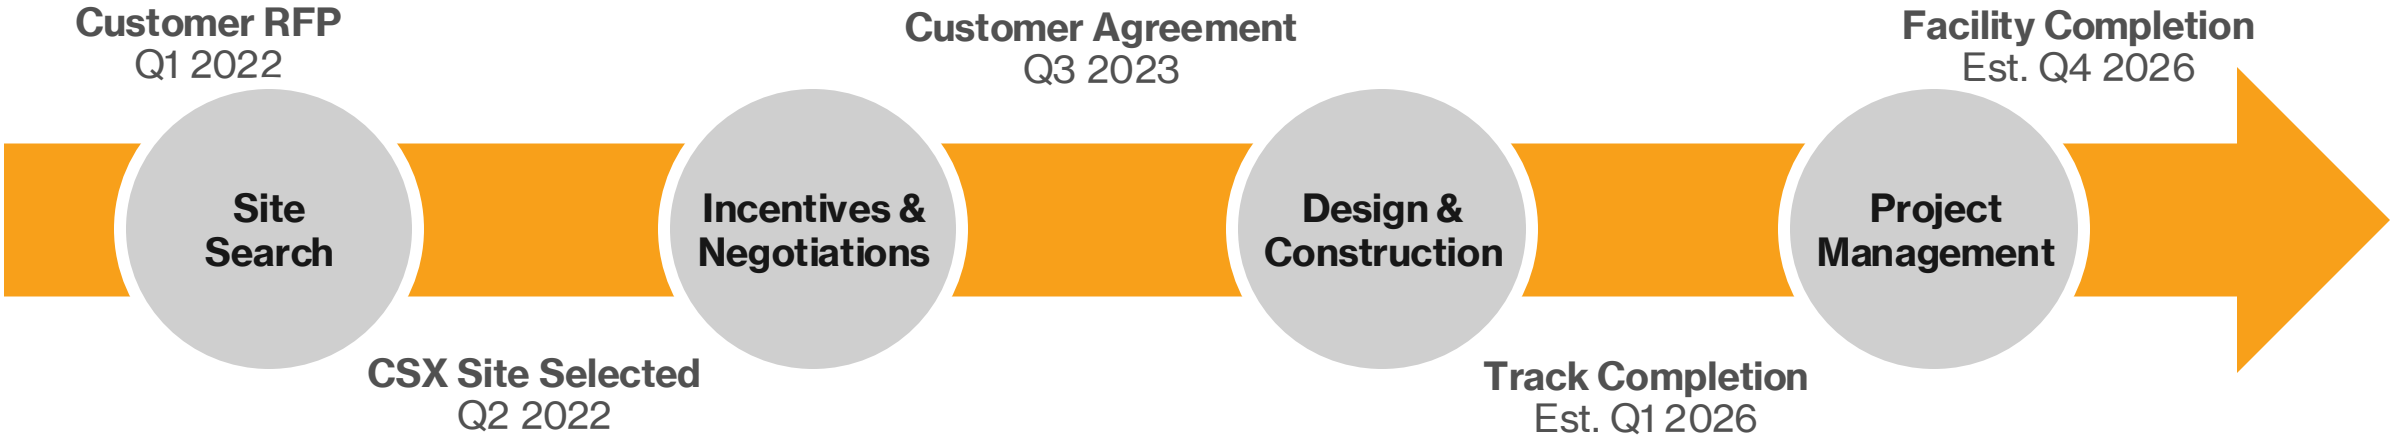 Customer RFP
Q1 2022
Customer Agreement
Q3 2023
Facility Completion
Est. Q4 2026
Site
Search
Incentives &
Negotiations
Design &
Construction
Project
Management
CSX Site Selected
Q2 2022
Track Completion
Est. Q1 2026